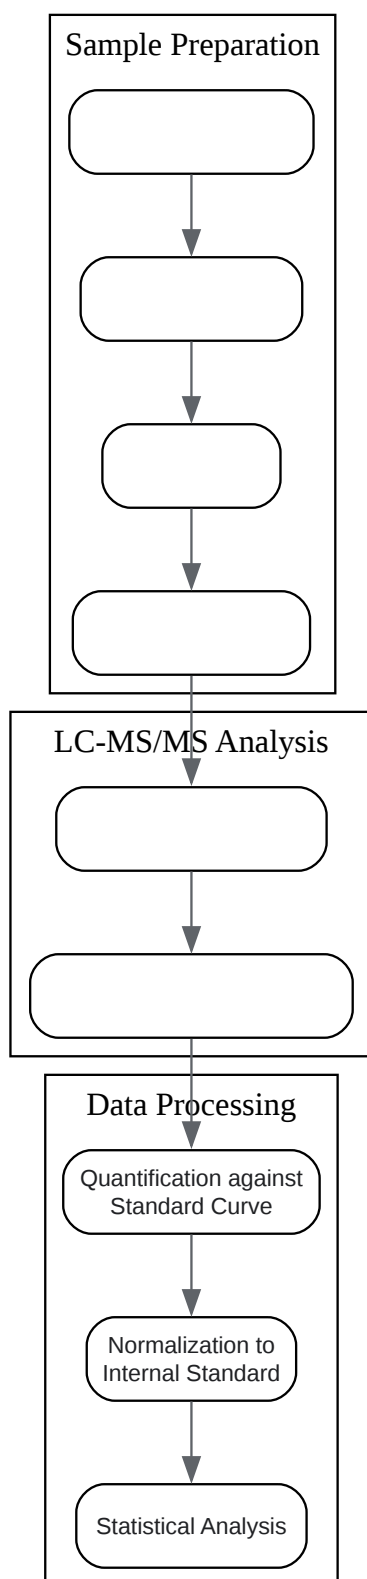 Sample Preparation
LC-MS/MS Analysis
Data Processing
Quantification against
Standard Curve
Normalization to
Internal Standard
Statistical Analysis